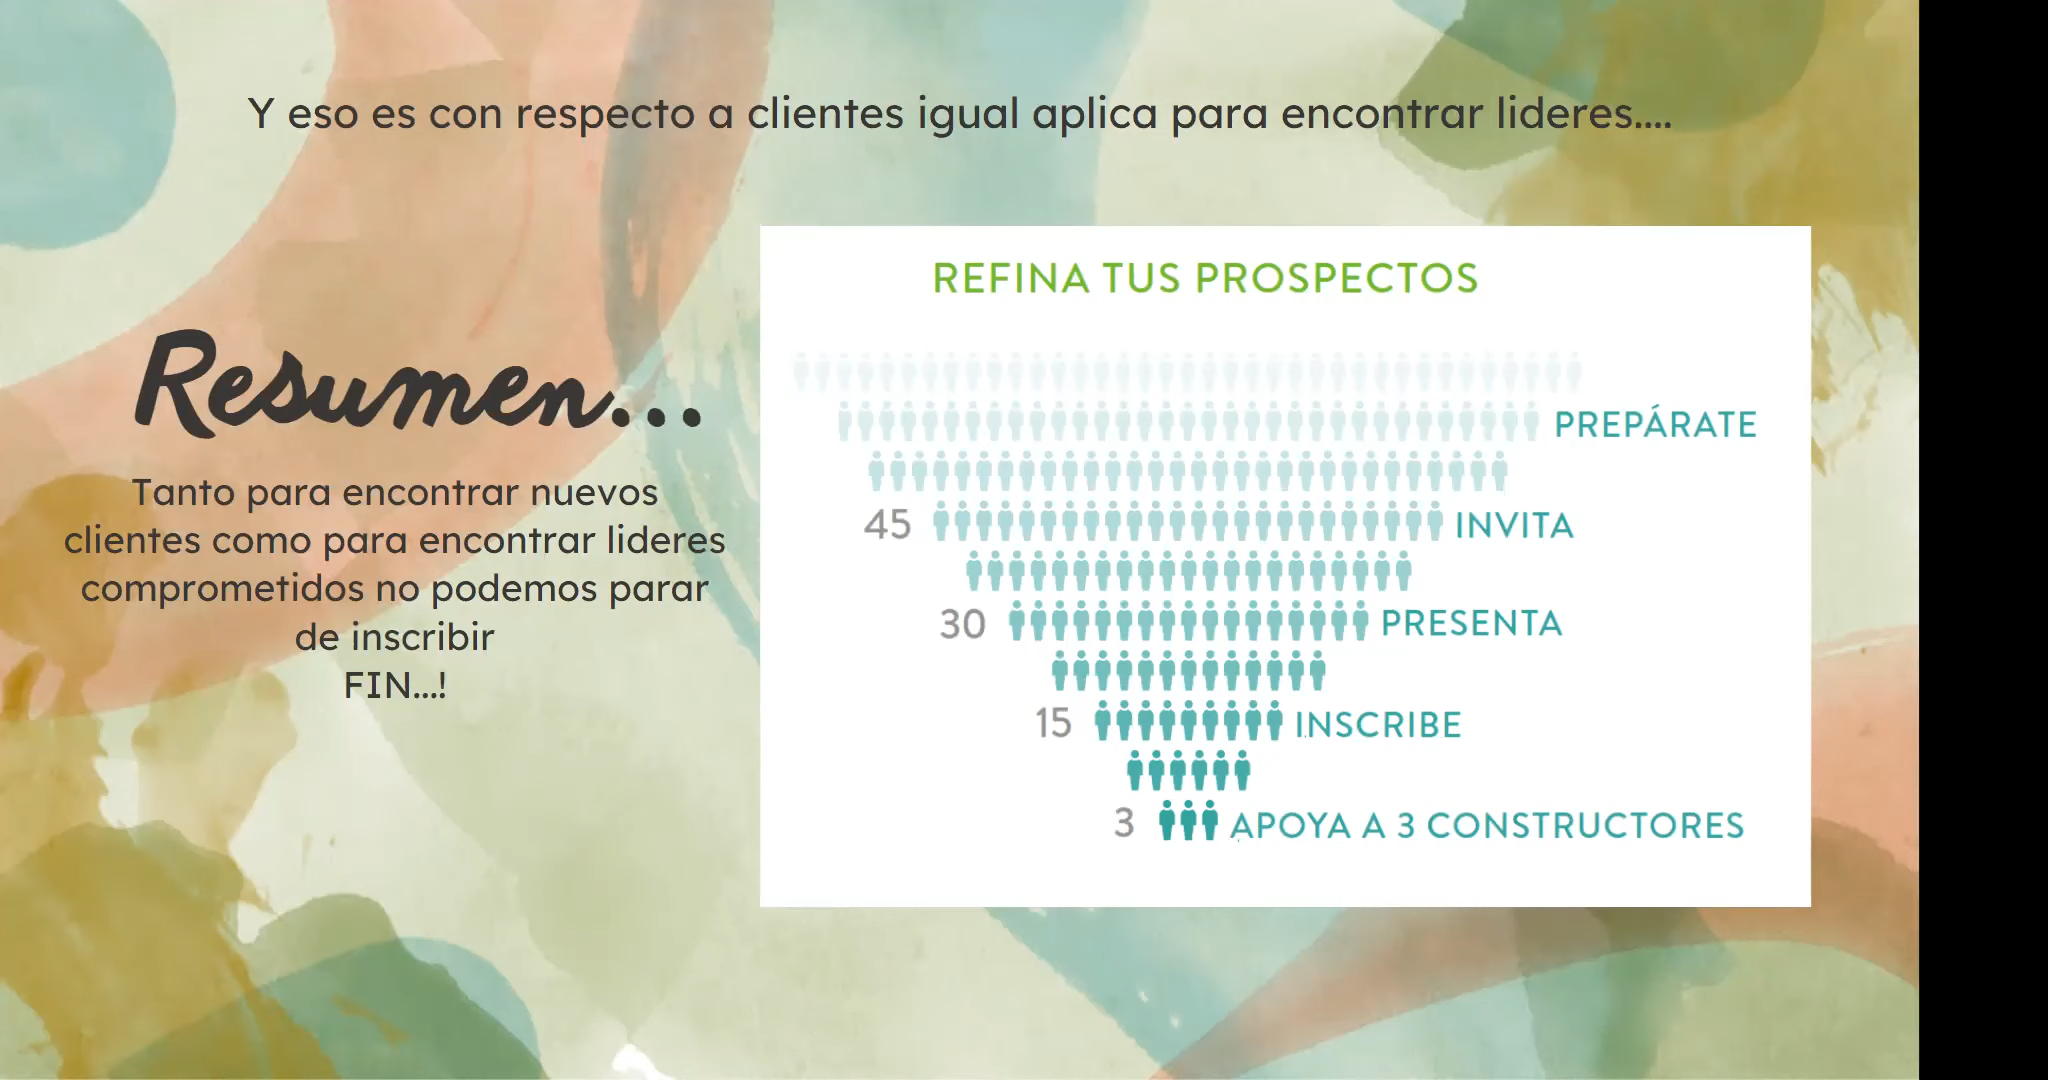 Y eso es con respecto a clientes igual aplica para encontrar lideres....
Resumen...
Tanto para encontrar nuevos
clientes como para encontrar lideres
comprometidos no podemos parar
de inscribir
FIN...!
REFINA TUS PROSPECTOS
PREPÁRATE
45 INVITA
30 PRESENTA
15 INSCRIBE
3 APOYA A 3 CONSTRUCTORES